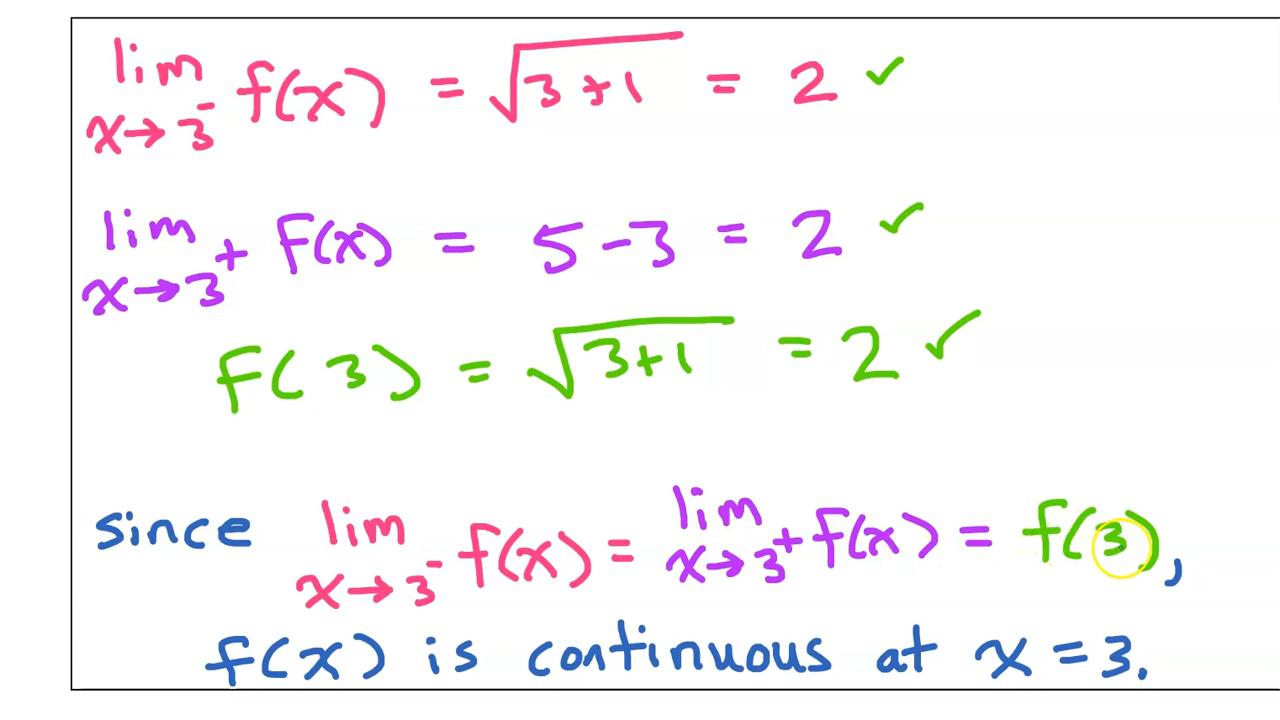 lim x→3⁻ f(x) = √(3+1) = 2 ✓
lim x→3⁺ f(x) = 5-3 = 2 ✓
f(3) = √(3+1) = 2 ✓
since lim x→3⁻ f(x) = lim x→3⁺ f(x) = f(3),
f(x) is continuous at x=3.